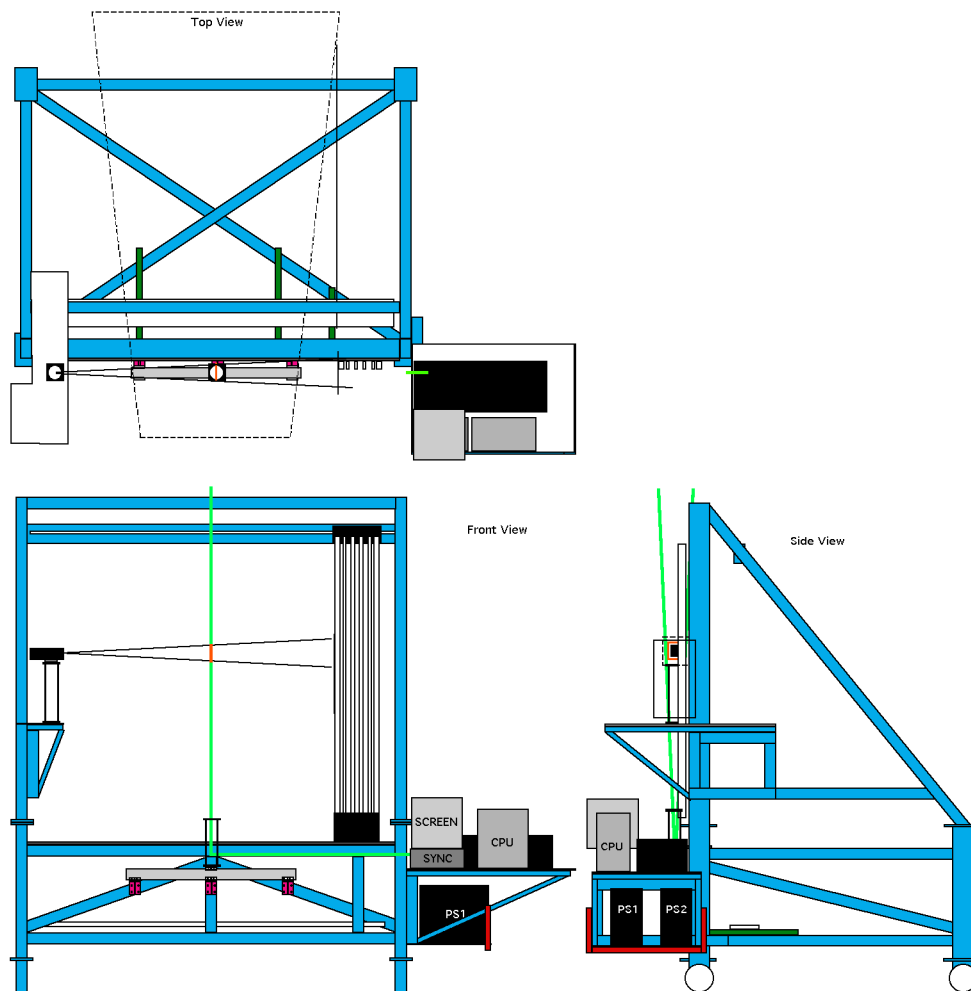 Top View
Front View
Side View
SCREEN
CPU
SYNC
PS1
CPU
PS1
PS2